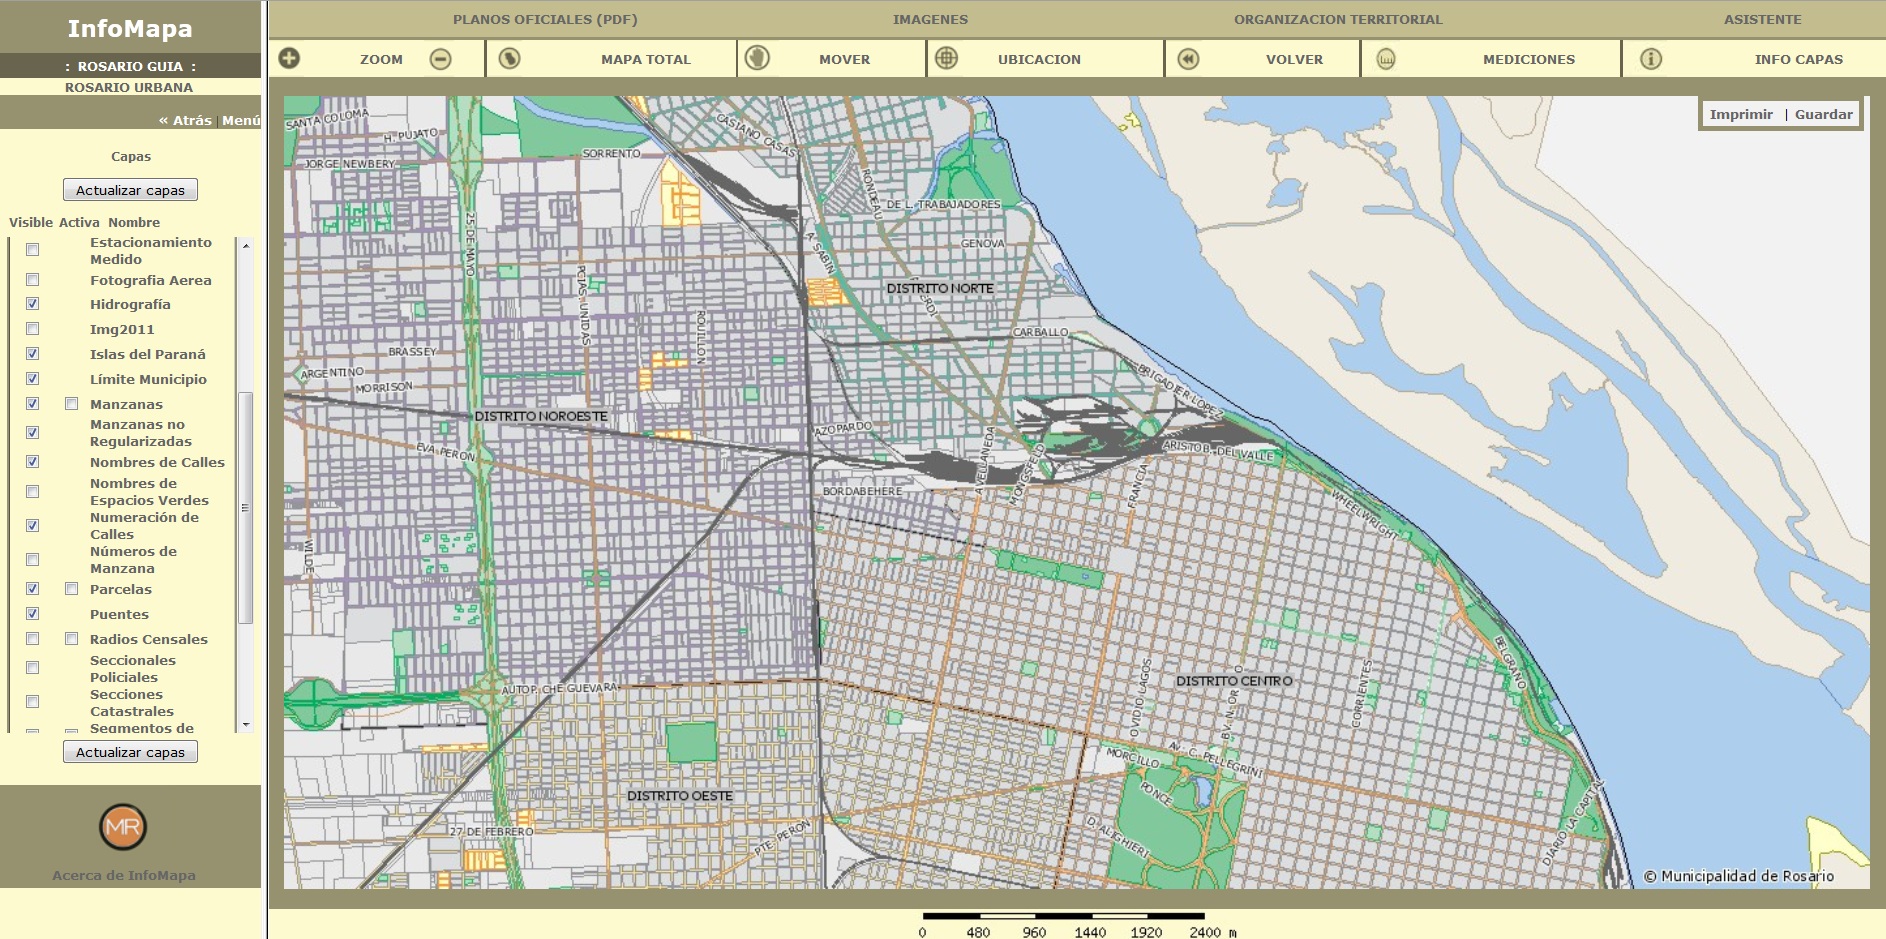 InfoMapa
: ROSARIO GUIA :
ROSARIO URBANA
« Atrás | Menú
Capas
Actualizar capas
Visible Activa Nombre
Estacionamiento
Medido
Fotografia Aerea
Hidrografía
Img2011
Islas del Paraná
Límite Municipio
Manzanas
Manzanas no
Regularizadas
Nombres de Calles
Nombres de
Espacios Verdes
Numeración de
Calles
Números de
Manzana
Parcelas
Puentes
Radios Censales
Seccionales
Policiales
Secciones
Catastrales
Segmentos de
Actualizar capas
MR
Acerca de InfoMapa
PLANOS OFICIALES (PDF) IMAGENES ORGANIZACION TERRITORIAL ASISTENTE
ZOOM MAPA TOTAL MOVER UBICACION VOLVER MEDICIONES INFO CAPAS
Imprimir | Guardar
SANTA COLOMA
H. PUJATO
CASIANO CASAS
SORRENTO
JORGE NEWBERY
RONDEAU
DE L. TRABAJADORES
25 DE MAYO
A. SABIN
GENOVA
PCIAS. UNIDAS
DISTRITO NORTE
ROUILLON
CARBALLO
BRASSEY
ARGENTINO
MORRISON
BRIGADIER LOPEZ
DISTRITO NOROESTE
AZOPARDO
EVA PERON
AVELLANEDA
MONGSFELD
ARISTOB. DEL VALLE
FRANCIA
BORDABEHERE
WHEELWRIGHT
WILDE
BELGRANO
OVIDIO LAGOS
DISTRITO CENTRO
CORRIENTES
AUTOP. CHE GUEVARA
BV. N. OR O
AV. C. PELLEGRINI
MORCILLO
PONCE
DISTRITO OESTE
D. ALIGHIERI
DIARIO LA CAPITAL
27 DE FEBRERO
PTE. PERON
© Municipalidad de Rosario
0 480 960 1440 1920 2400 m